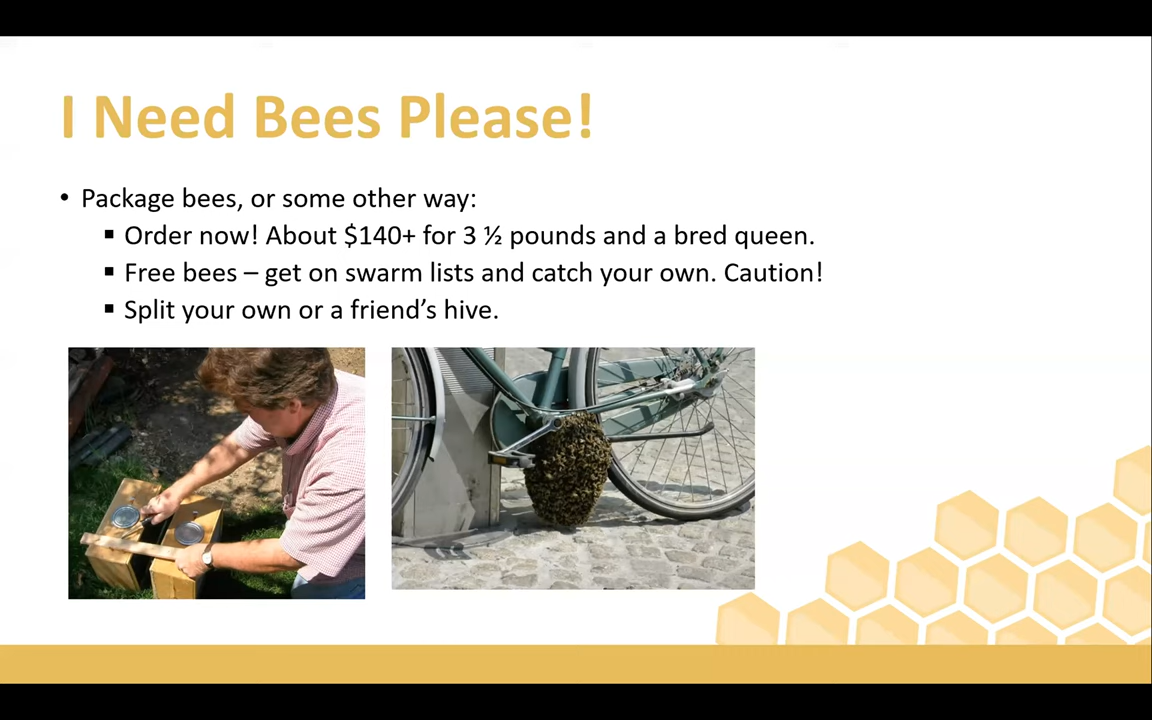 I Need Bees Please!
• Package bees, or some other way:
▪ Order now! About $140+ for 3 ½ pounds and a bred queen.
▪ Free bees – get on swarm lists and catch your own. Caution!
▪ Split your own or a friend’s hive.